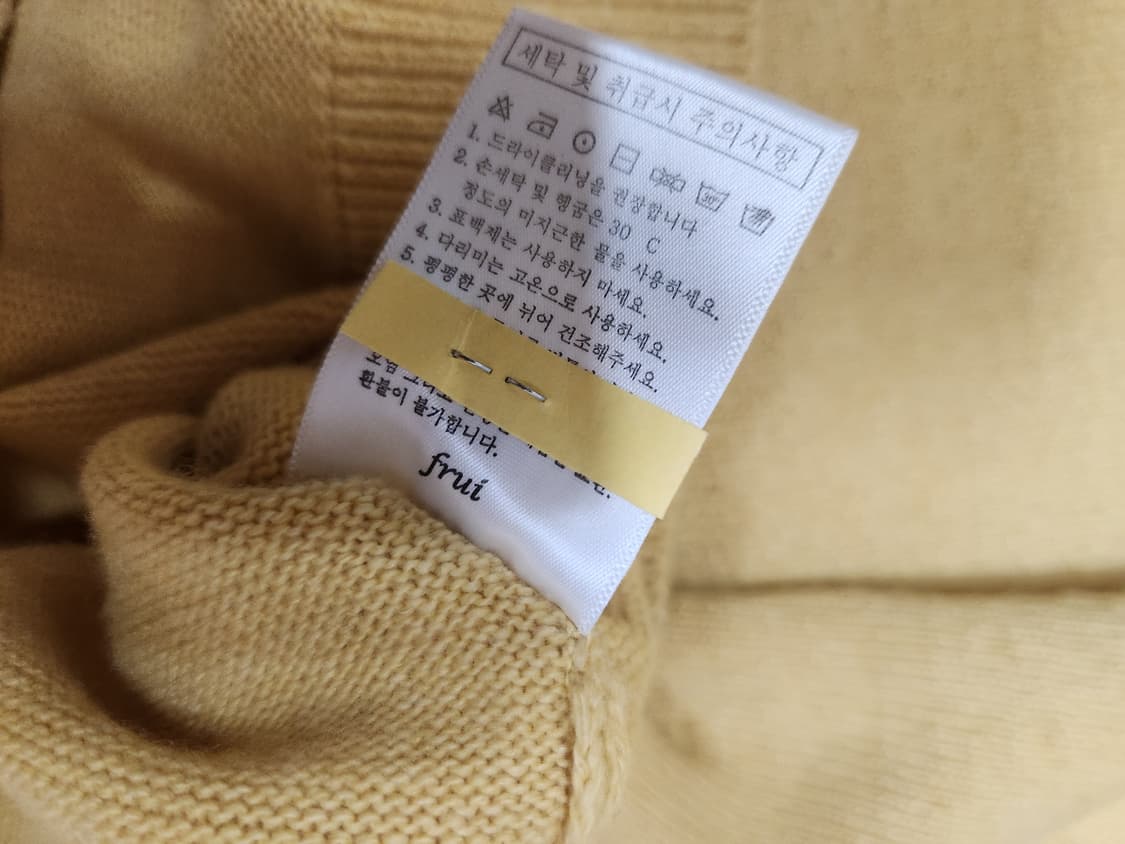 세탁 및 취급시 주의사항
1. 드라이클리닝을 권장합니다
2. 손세탁 및 헹굼은 30 C
정도의 미지근한 물을 사용하세요.
3. 표백제는 사용하지 마세요.
4. 다리미는 고온으로 사용하세요.
5. 평평한 곳에 뉘어 건조해주세요.
환불이 불가합니다.
frui